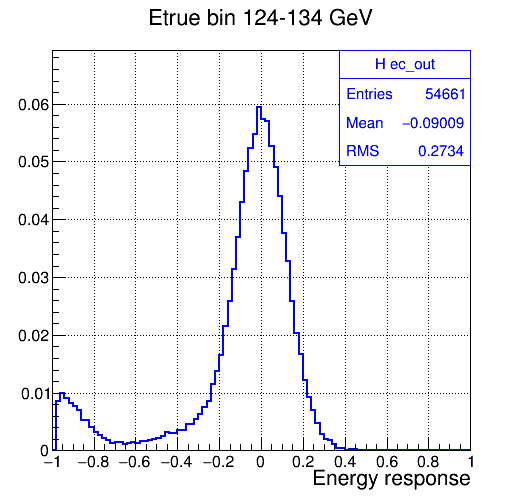 Etrue bin 124-134 GeV
H ec_out
Entries 54661
Mean −0.09009
RMS 0.2734
0.06
0.05
0.04
0.03
0.02
0.01
0
−1 −0.8 −0.6 −0.4 −0.2 0 0.2 0.4 0.6 0.8 1
Energy response